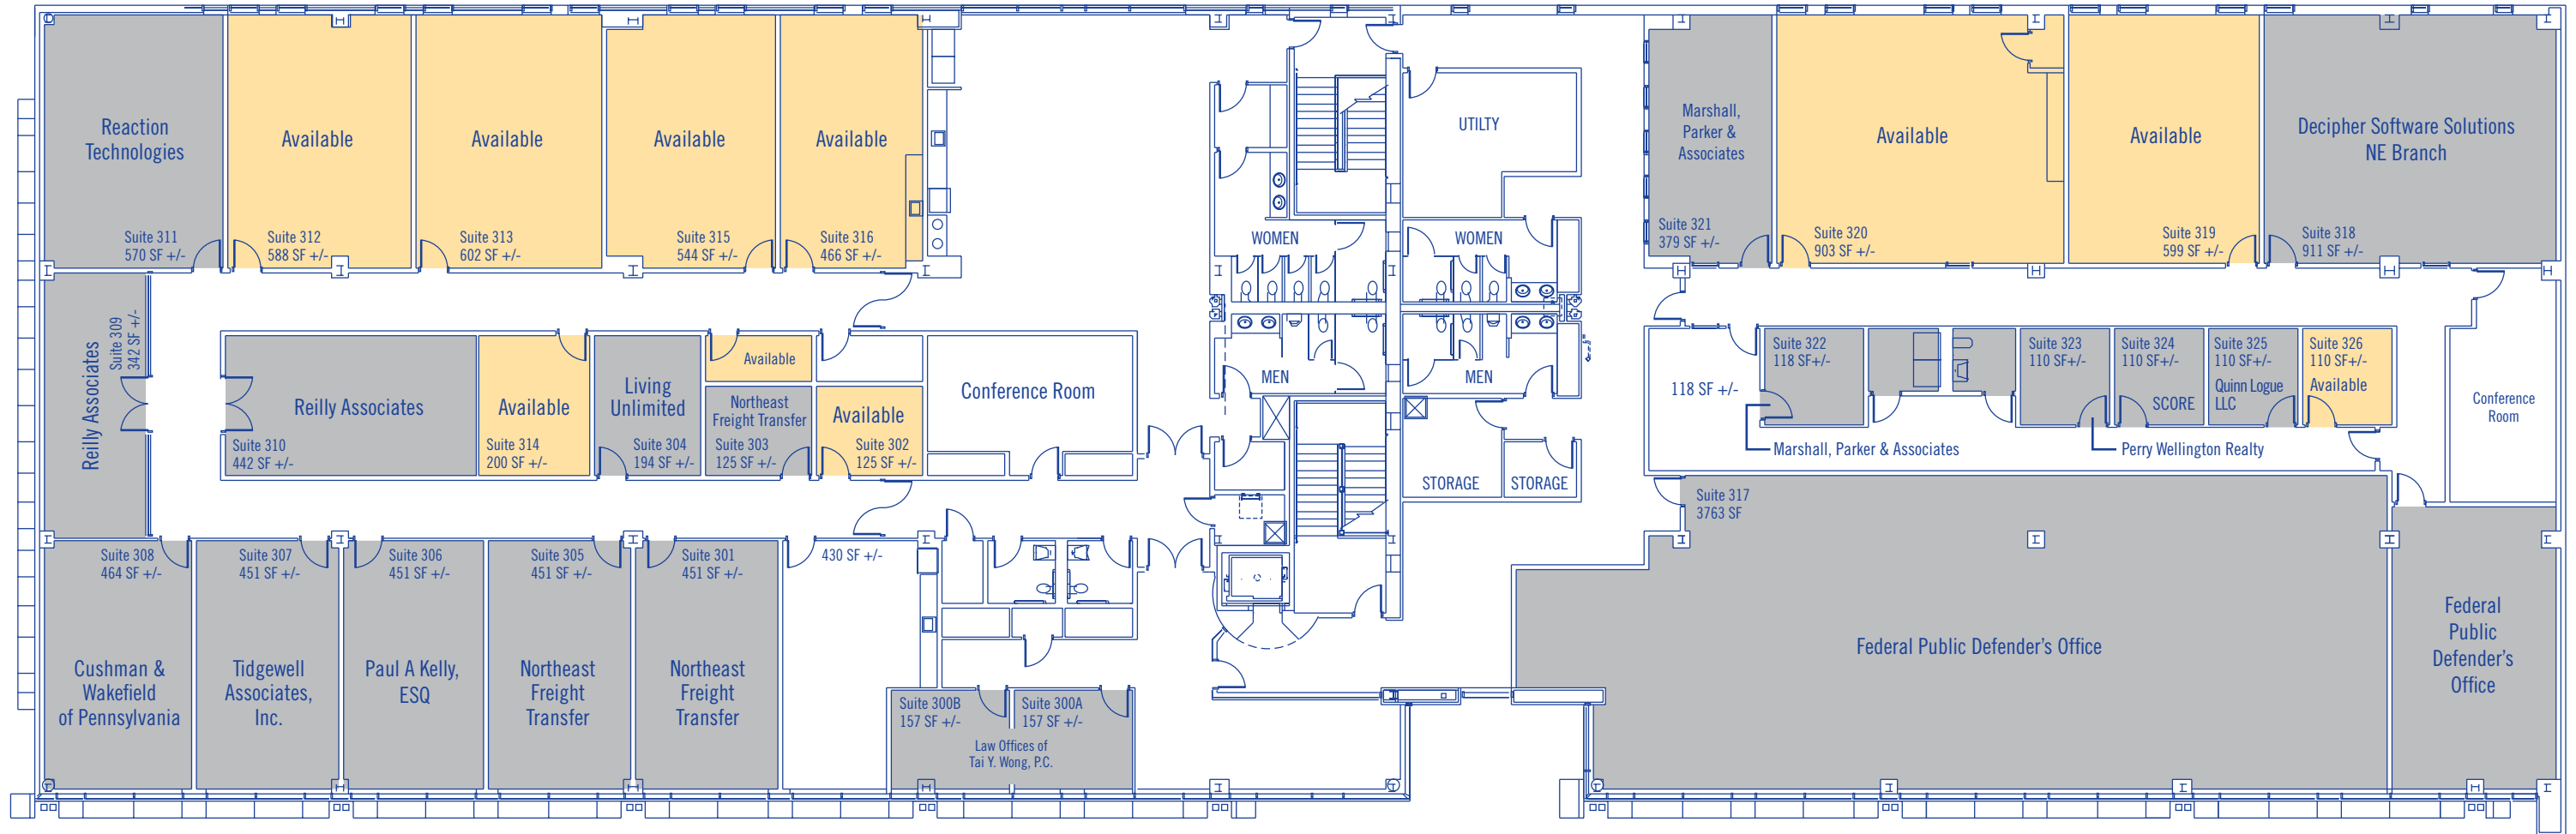 Reaction
Technologies
Suite 311
570 SF +/-
Available
Suite 312
588 SF +/-
Available
Suite 313
602 SF +/-
Available
Suite 315
544 SF +/-
Available
Suite 316
466 SF +/-
WOMEN
MEN
UTILTY
WOMEN
MEN
STORAGE
STORAGE
Marshall,
Parker &
Associates
Suite 321
379 SF +/-
Available
Suite 320
903 SF +/-
Available
Suite 319
599 SF +/-
Decipher Software Solutions
NE Branch
Suite 318
911 SF +/-
Reilly Associates
Suite 309
342 SF +/-
Reilly Associates
Suite 310
442 SF +/-
Available
Suite 314
200 SF +/-
Living
Unlimited
Suite 304
194 SF +/-
Available
Northeast
Freight Transfer
Suite 303
125 SF +/-
Available
Suite 302
125 SF +/-
Conference Room
118 SF +/-
Suite 322
118 SF+/-
Marshall, Parker & Associates
Suite 323
110 SF+/-
Perry Wellington Realty
Suite 324
110 SF+/-
SCORE
Suite 325
110 SF+/-
Quinn Logue
LLC
Suite 326
110 SF+/-
Available
Conference
Room
Suite 308
464 SF +/-
Cushman &
Wakefield
of Pennsylvania
Suite 307
451 SF +/-
Tidgewell
Associates,
Inc.
Suite 306
451 SF +/-
Paul A Kelly,
ESQ
Suite 305
451 SF +/-
Northeast
Freight
Transfer
Suite 301
451 SF +/-
Northeast
Freight
Transfer
430 SF +/-
Suite 300B
157 SF +/-
Suite 300A
157 SF +/-
Law Offices of
Tai Y. Wong, P.C.
Suite 317
3763 SF
Federal Public Defender's Office
Federal
Public
Defender's
Office